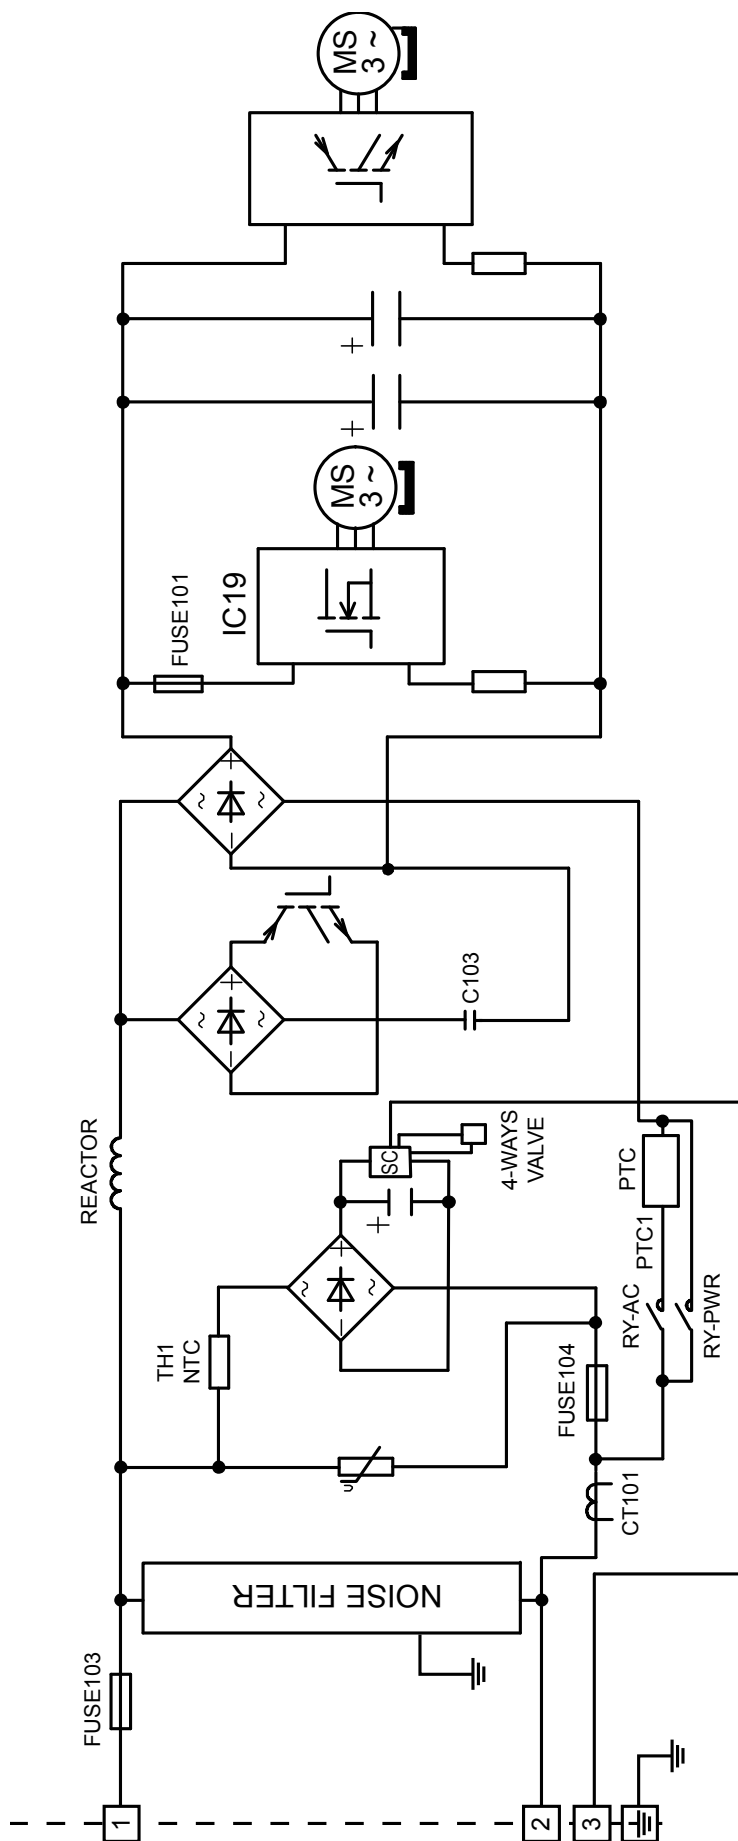 MS
3 ~
MS
3 ~
IC19
FUSE101
+
+
+
~
~
–
C103
+
~
~
–
REACTOR
SC
4-WAYS
VALVE
+
+
~
~
–
TH1
NTC
PTC
PTC1
RY-AC
RY-PWR
FUSE104
U
CT101
NOISE FILTER
FUSE103
1
2
3